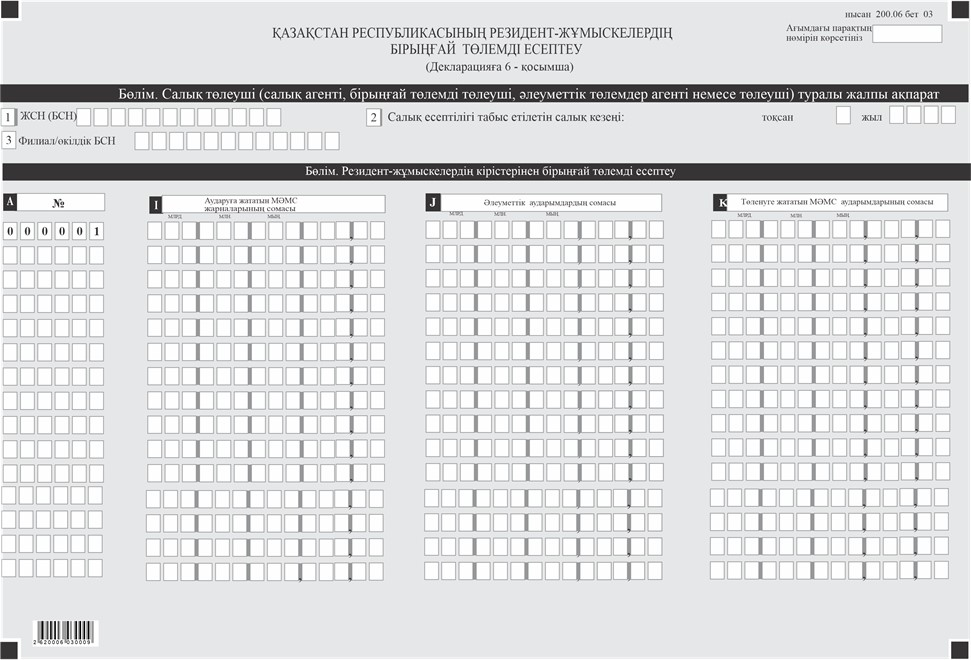 нысан 200.06 бет 03
Ағымдағы парақтың
нөмірін көрсетіңіз
ҚАЗАҚСТАН РЕСПУБЛИКАСЫНЫҢ РЕЗИДЕНТ-ЖҰМЫСКЕЛЕРДІҢ
БІРЫҢҒАЙ ТӨЛЕМДІ ЕСЕПТЕУ
(Декларацияға 6 - қосымша)
Бөлім. Салық төлеуші (салық агенті, бірыңғай төлемді төлеуші, әлеуметтік төлемдер агенті немесе төлеуші) туралы жалпы ақпарат
1 ЖСН (БСН)
2 Салық есептілігі табыс етілетін салық кезеңі: тоқсан жыл
3 Филиал/өкілдік БСН
Бөлім. Резидент-жұмыскелердің кірістерінен бірыңғай төлемді есептеу
A №
I Аударуға жататын МӘМС
жарналарының сомасы
J Әлеуметтік аударымдардың сомасы
K Төленуге жататын МӘМС аударымдарының сомасы
МЛРД МЛН МЫҢ МЛРД МЛН МЫҢ МЛРД МЛН МЫҢ
0 0 0 0 0 1
2 620006 030009